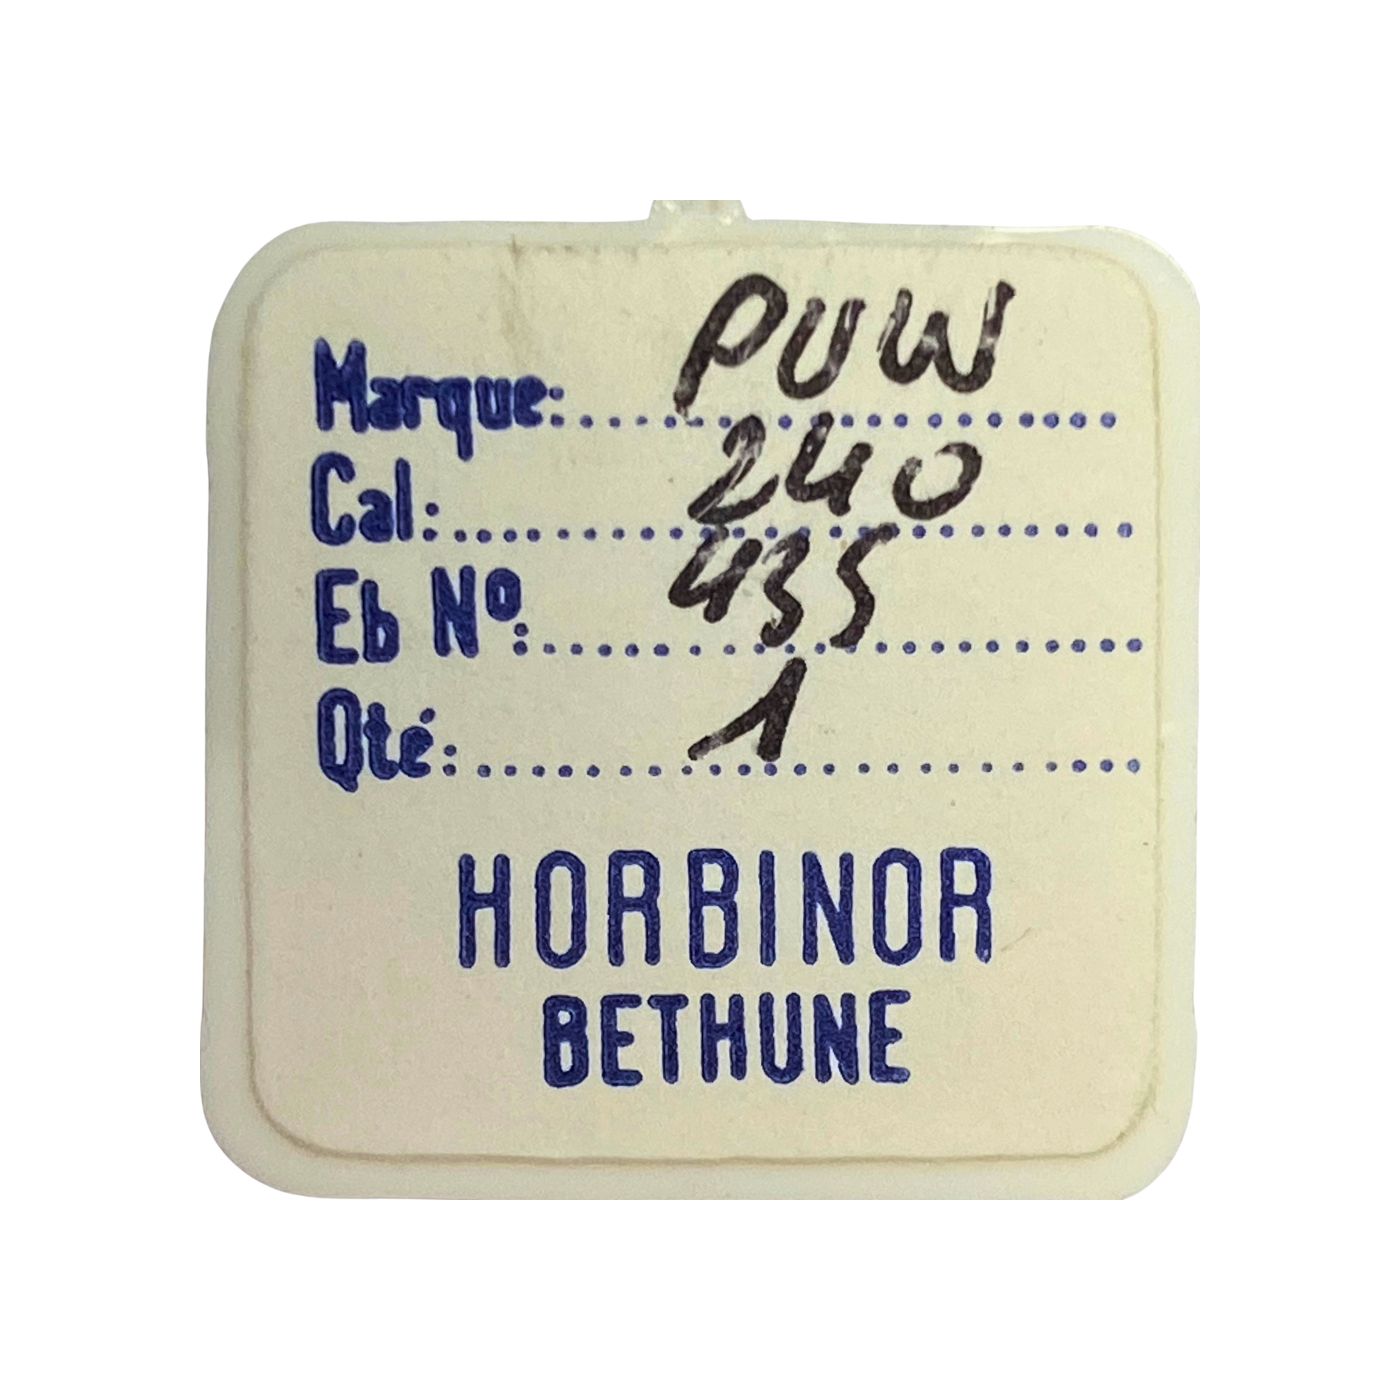 Marque: PUW
Cal: 240
Eb Nº: 435
Qté: 1
HORBINOR
BETHUNE